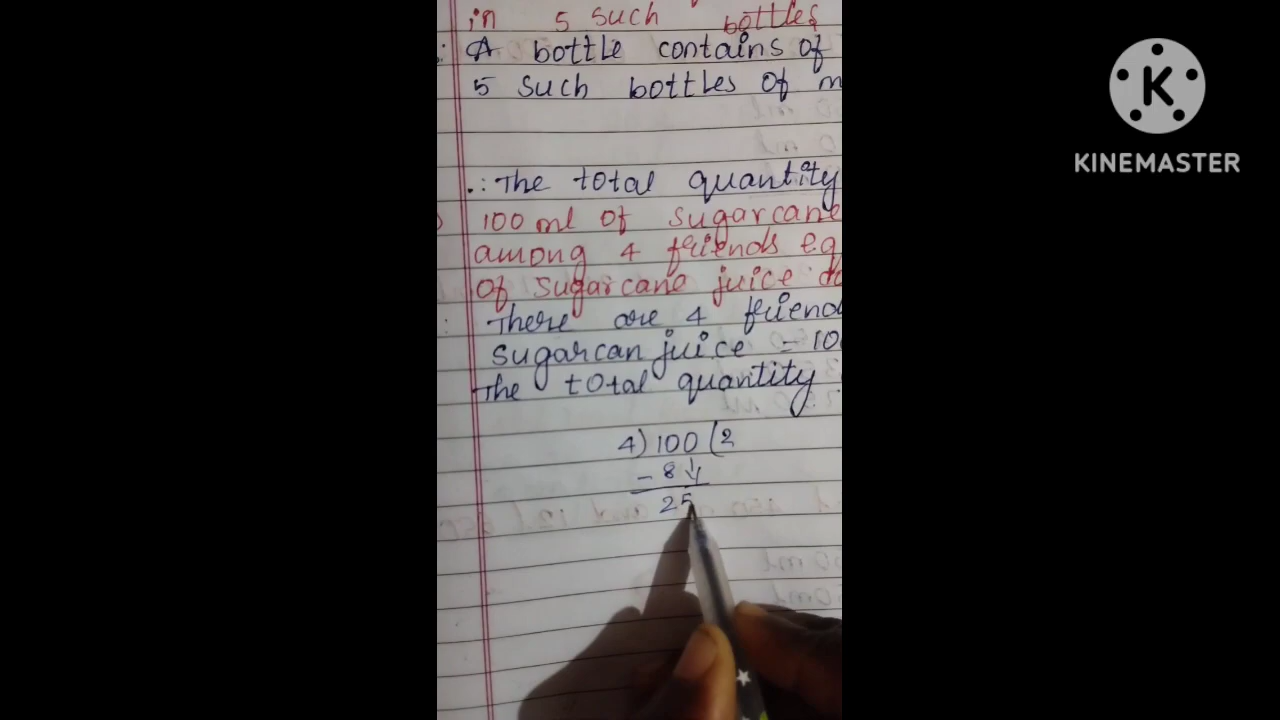 in 5 such bottles
A bottle contains of
5 such bottles of m
∴ The total quantity
100 ml of sugarcane
among 4 friends eq
of sugarcane juice do
There are 4 friend
sugarcan juice = 10
The total quantity
4) 100 (2
- 8↓
25
K
KINEMASTER